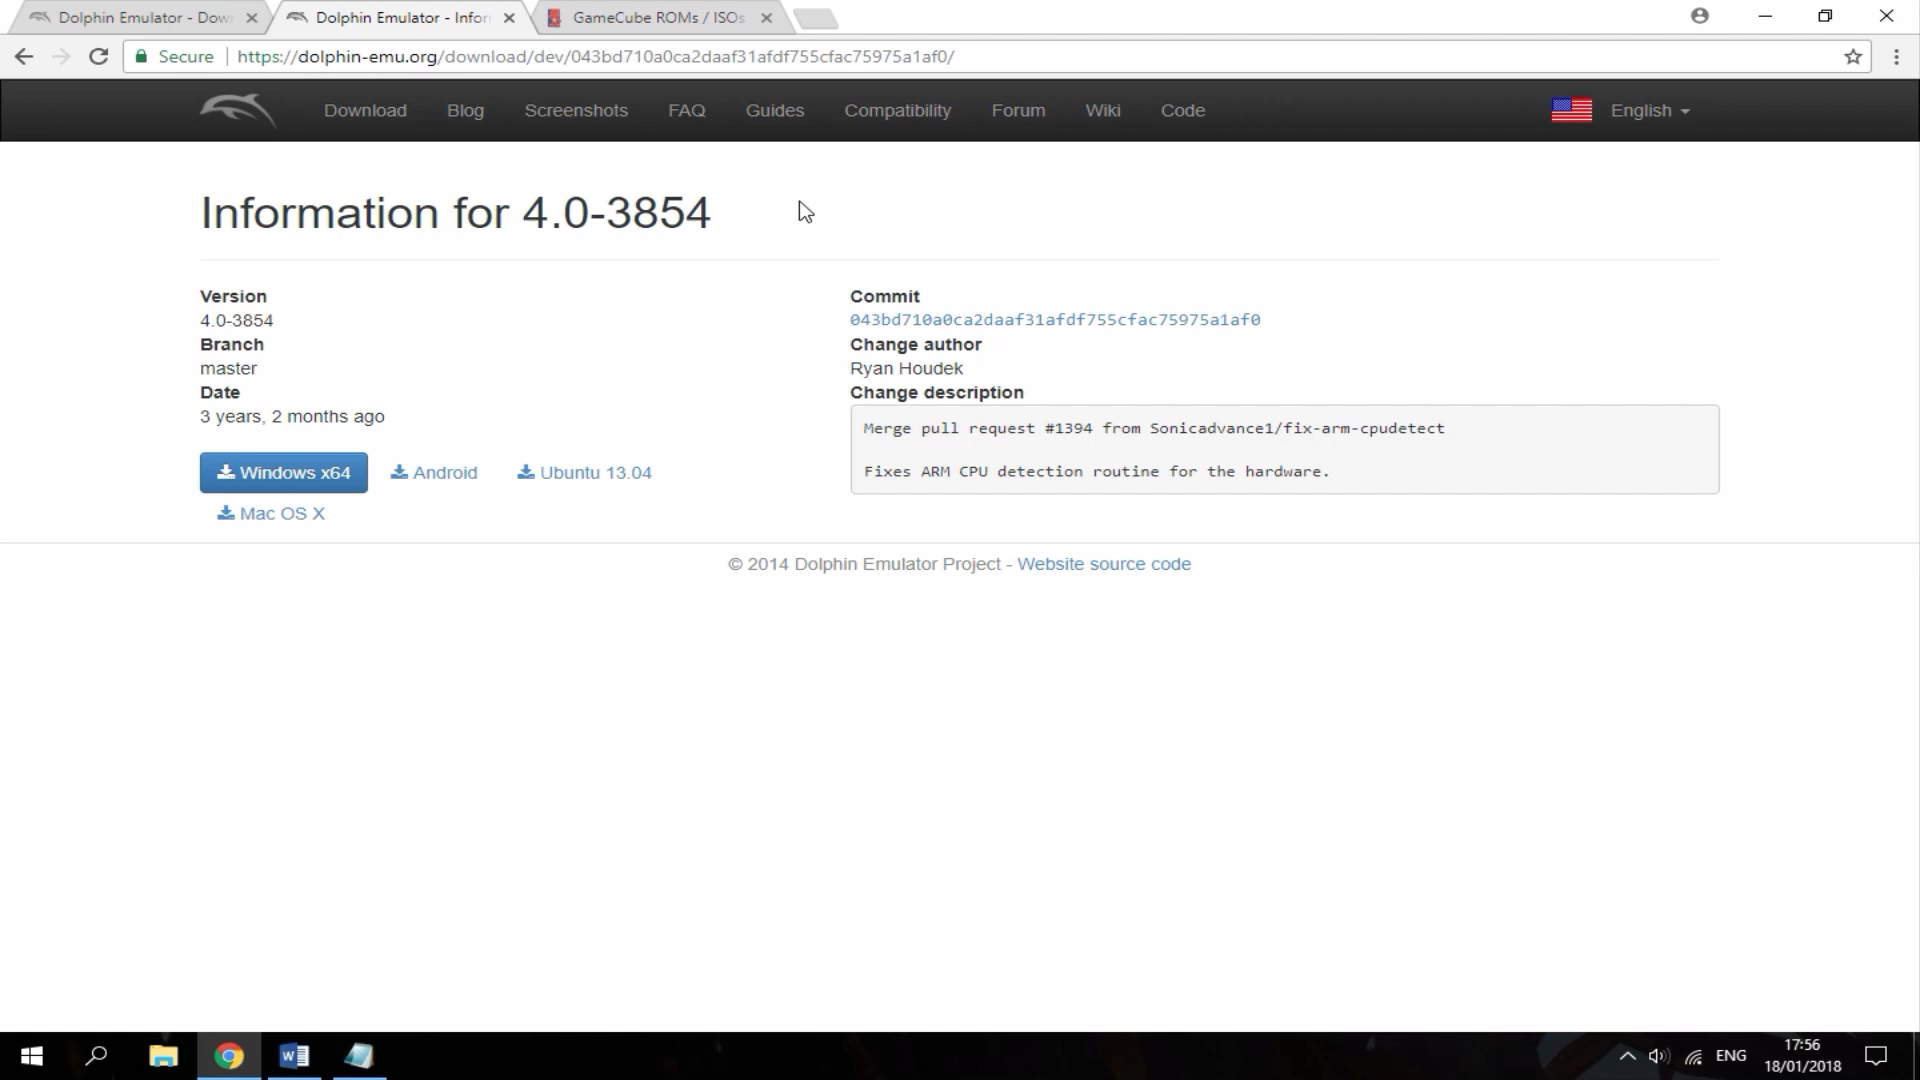 Dolphin Emulator - Dow
Dolphin Emulator - Infor
GameCube ROMs / ISOs
Secure
https://dolphin-emu.org/download/dev/043bd710a0ca2daaf31afdf755cfac75975a1af0/
Download
Blog
Screenshots
FAQ
Guides
Compatibility
Forum
Wiki
Code
English
Information for 4.0-3854
Version
4.0-3854
Branch
master
Date
3 years, 2 months ago
Windows x64
Android
Ubuntu 13.04
Mac OS X
Commit
043bd710a0ca2daaf31afdf755cfac75975a1af0
Change author
Ryan Houdek
Change description
Merge pull request #1394 from Sonicadvance1/fix-arm-cpudetect
Fixes ARM CPU detection routine for the hardware.
© 2014 Dolphin Emulator Project - Website source code
ENG
17:56
18/01/2018